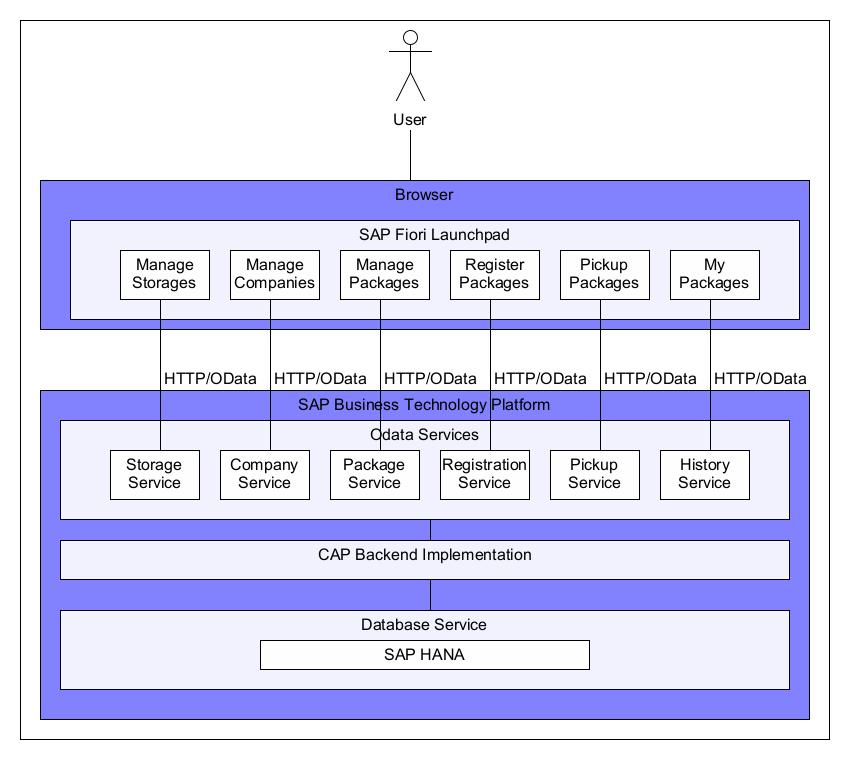 User
Browser
SAP Fiori Launchpad
Manage
Storages
Manage
Companies
Manage
Packages
Register
Packages
Pickup
Packages
My
Packages
HTTP/OData
HTTP/OData
HTTP/OData
HTTP/OData
HTTP/OData
HTTP/OData
SAP Business Technology Platform
Odata Services
Storage
Service
Company
Service
Package
Service
Registration
Service
Pickup
Service
History
Service
CAP Backend Implementation
Database Service
SAP HANA